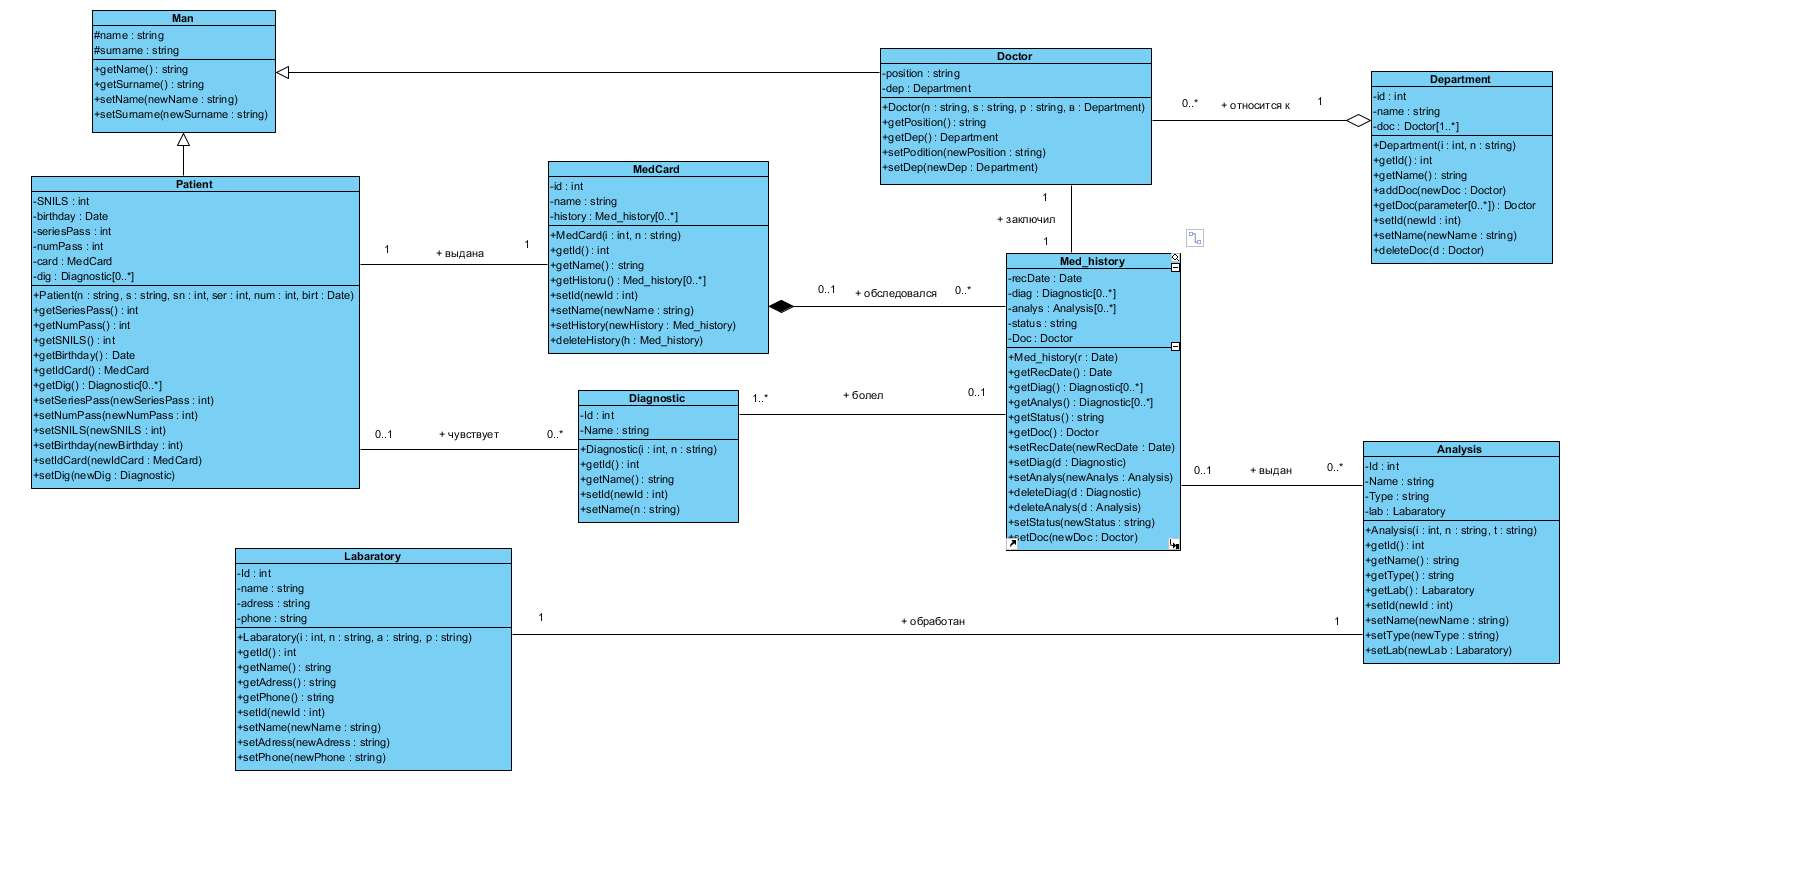 Man
#name : string
#surname : string
+getName() : string
+getSurname() : string
+setName(newName : string)
+setSurname(newSurname : string)
Patient
-SNILS : int
-birthday : Date
-seriesPass : int
-numPass : int
-card : MedCard
-dig : Diagnostic[0..*]
+Patient(n : string, s : string, sn : int, ser : int, num : int, birt : Date)
+getSeriesPass() : int
+getNumPass() : int
+getSNILS() : int
+getBirthday() : Date
+getIdCard() : MedCard
+getDig() : Diagnostic[0..*]
+setSeriesPass(newSeriesPass : int)
+setNumPass(newNumPass : int)
+setSNILS(newSNILS : int)
+setBirthday(newBirthday : int)
+setIdCard(newIdCard : MedCard)
+setDig(newDig : Diagnostic)
1
+ выдана
1
0..1
+ чувствует
0..*
MedCard
-id : int
-name : string
-history : Med_history[0..*]
+MedCard(i : int, n : string)
+getId() : int
+getName() : string
+getHistoru() : Med_history[0..*]
+setId(newId : int)
+setName(newName : string)
+setHistory(newHistory : Med_history)
+deleteHistory(h : Med_history)
0..1
+ обследовался
0..*
Diagnostic
-Id : int
-Name : string
+Diagnostic(i : int, n : string)
+getId() : int
+getName() : string
+setId(newId : int)
+setName(n : string)
1..*
+ болел
0..1
Doctor
-position : string
-dep : Department
+Doctor(n : string, s : string, p : string, в : Department)
+getPosition() : string
+getDep() : Department
+setPodition(newPosition : string)
+setDep(newDep : Department)
0..*
+ относится к
1
1
+ заключил
1
Department
-id : int
-name : string
-doc : Doctor[1..*]
+Department(i : int, n : string)
+getId() : int
+getName() : string
+addDoc(newDoc : Doctor)
+getDoc(parameter[0..*]) : Doctor
+setId(newId : int)
+setName(newName : string)
+deleteDoc(d : Doctor)
Med_history
-recDate : Date
-diag : Diagnostic[0..*]
-analys : Analysis[0..*]
-status : string
-Doc : Doctor
+Med_history(r : Date)
+getRecDate() : Date
+getDiag() : Diagnostic[0..*]
+getAnalys() : Diagnostic[0..*]
+getStatus() : string
+getDoc() : Doctor
+setRecDate(newRecDate : Date)
+setDiag(d : Diagnostic)
+setAnalys(newAnalys : Analysis)
+deleteDiag(d : Diagnostic)
+deleteAnalys(d : Analysis)
+setStatus(newStatus : string)
+setDoc(newDoc : Doctor)
0..1
+ выдан
0..*
Analysis
-Id : int
-Name : string
-Type : string
-lab : Labaratory
+Analysis(i : int, n : string, t : string)
+getId() : int
+getName() : string
+getType() : string
+getLab() : Labaratory
+setId(newId : int)
+setName(newName : string)
+setType(newType : string)
+setLab(newLab : Labaratory)
Labaratory
-Id : int
-name : string
-adress : string
-phone : string
+Labaratory(i : int, n : string, a : string, p : string)
+getId() : int
+getName() : string
+getAdress() : string
+getPhone() : string
+setId(newId : int)
+setName(newName : string)
+setAdress(newAdress : string)
+setPhone(newPhone : string)
1
+ обработан
1